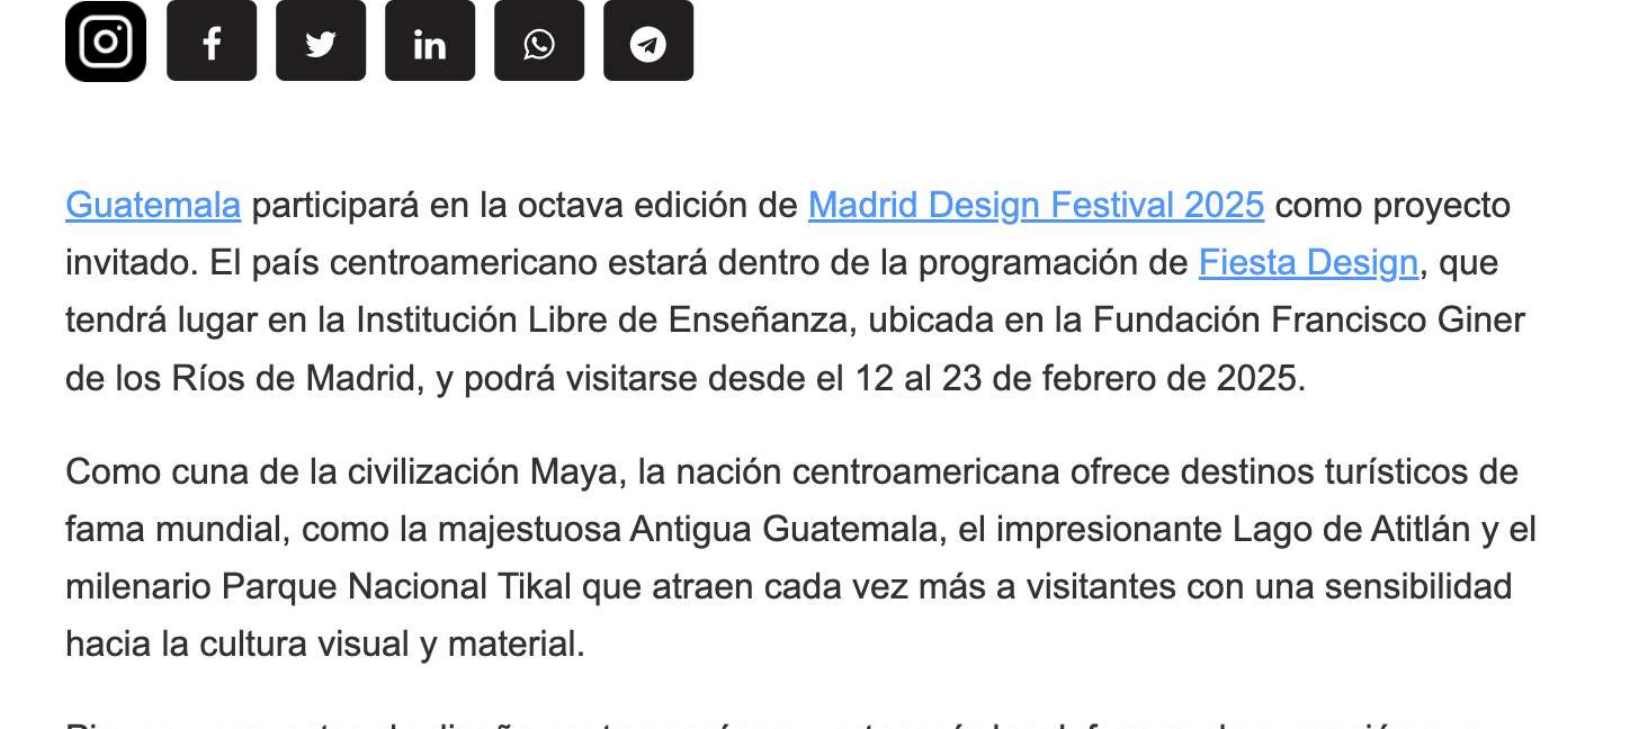 Guatemala participará en la octava edición de Madrid Design Festival 2025 como proyecto
invitado. El país centroamericano estará dentro de la programación de Fiesta Design, que
tendrá lugar en la Institución Libre de Enseñanza, ubicada en la Fundación Francisco Giner
de los Ríos de Madrid, y podrá visitarse desde el 12 al 23 de febrero de 2025.
Como cuna de la civilización Maya, la nación centroamericana ofrece destinos turísticos de
fama mundial, como la majestuosa Antigua Guatemala, el impresionante Lago de Atitlán y el
milenario Parque Nacional Tikal que atraen cada vez más a visitantes con una sensibilidad
hacia la cultura visual y material.